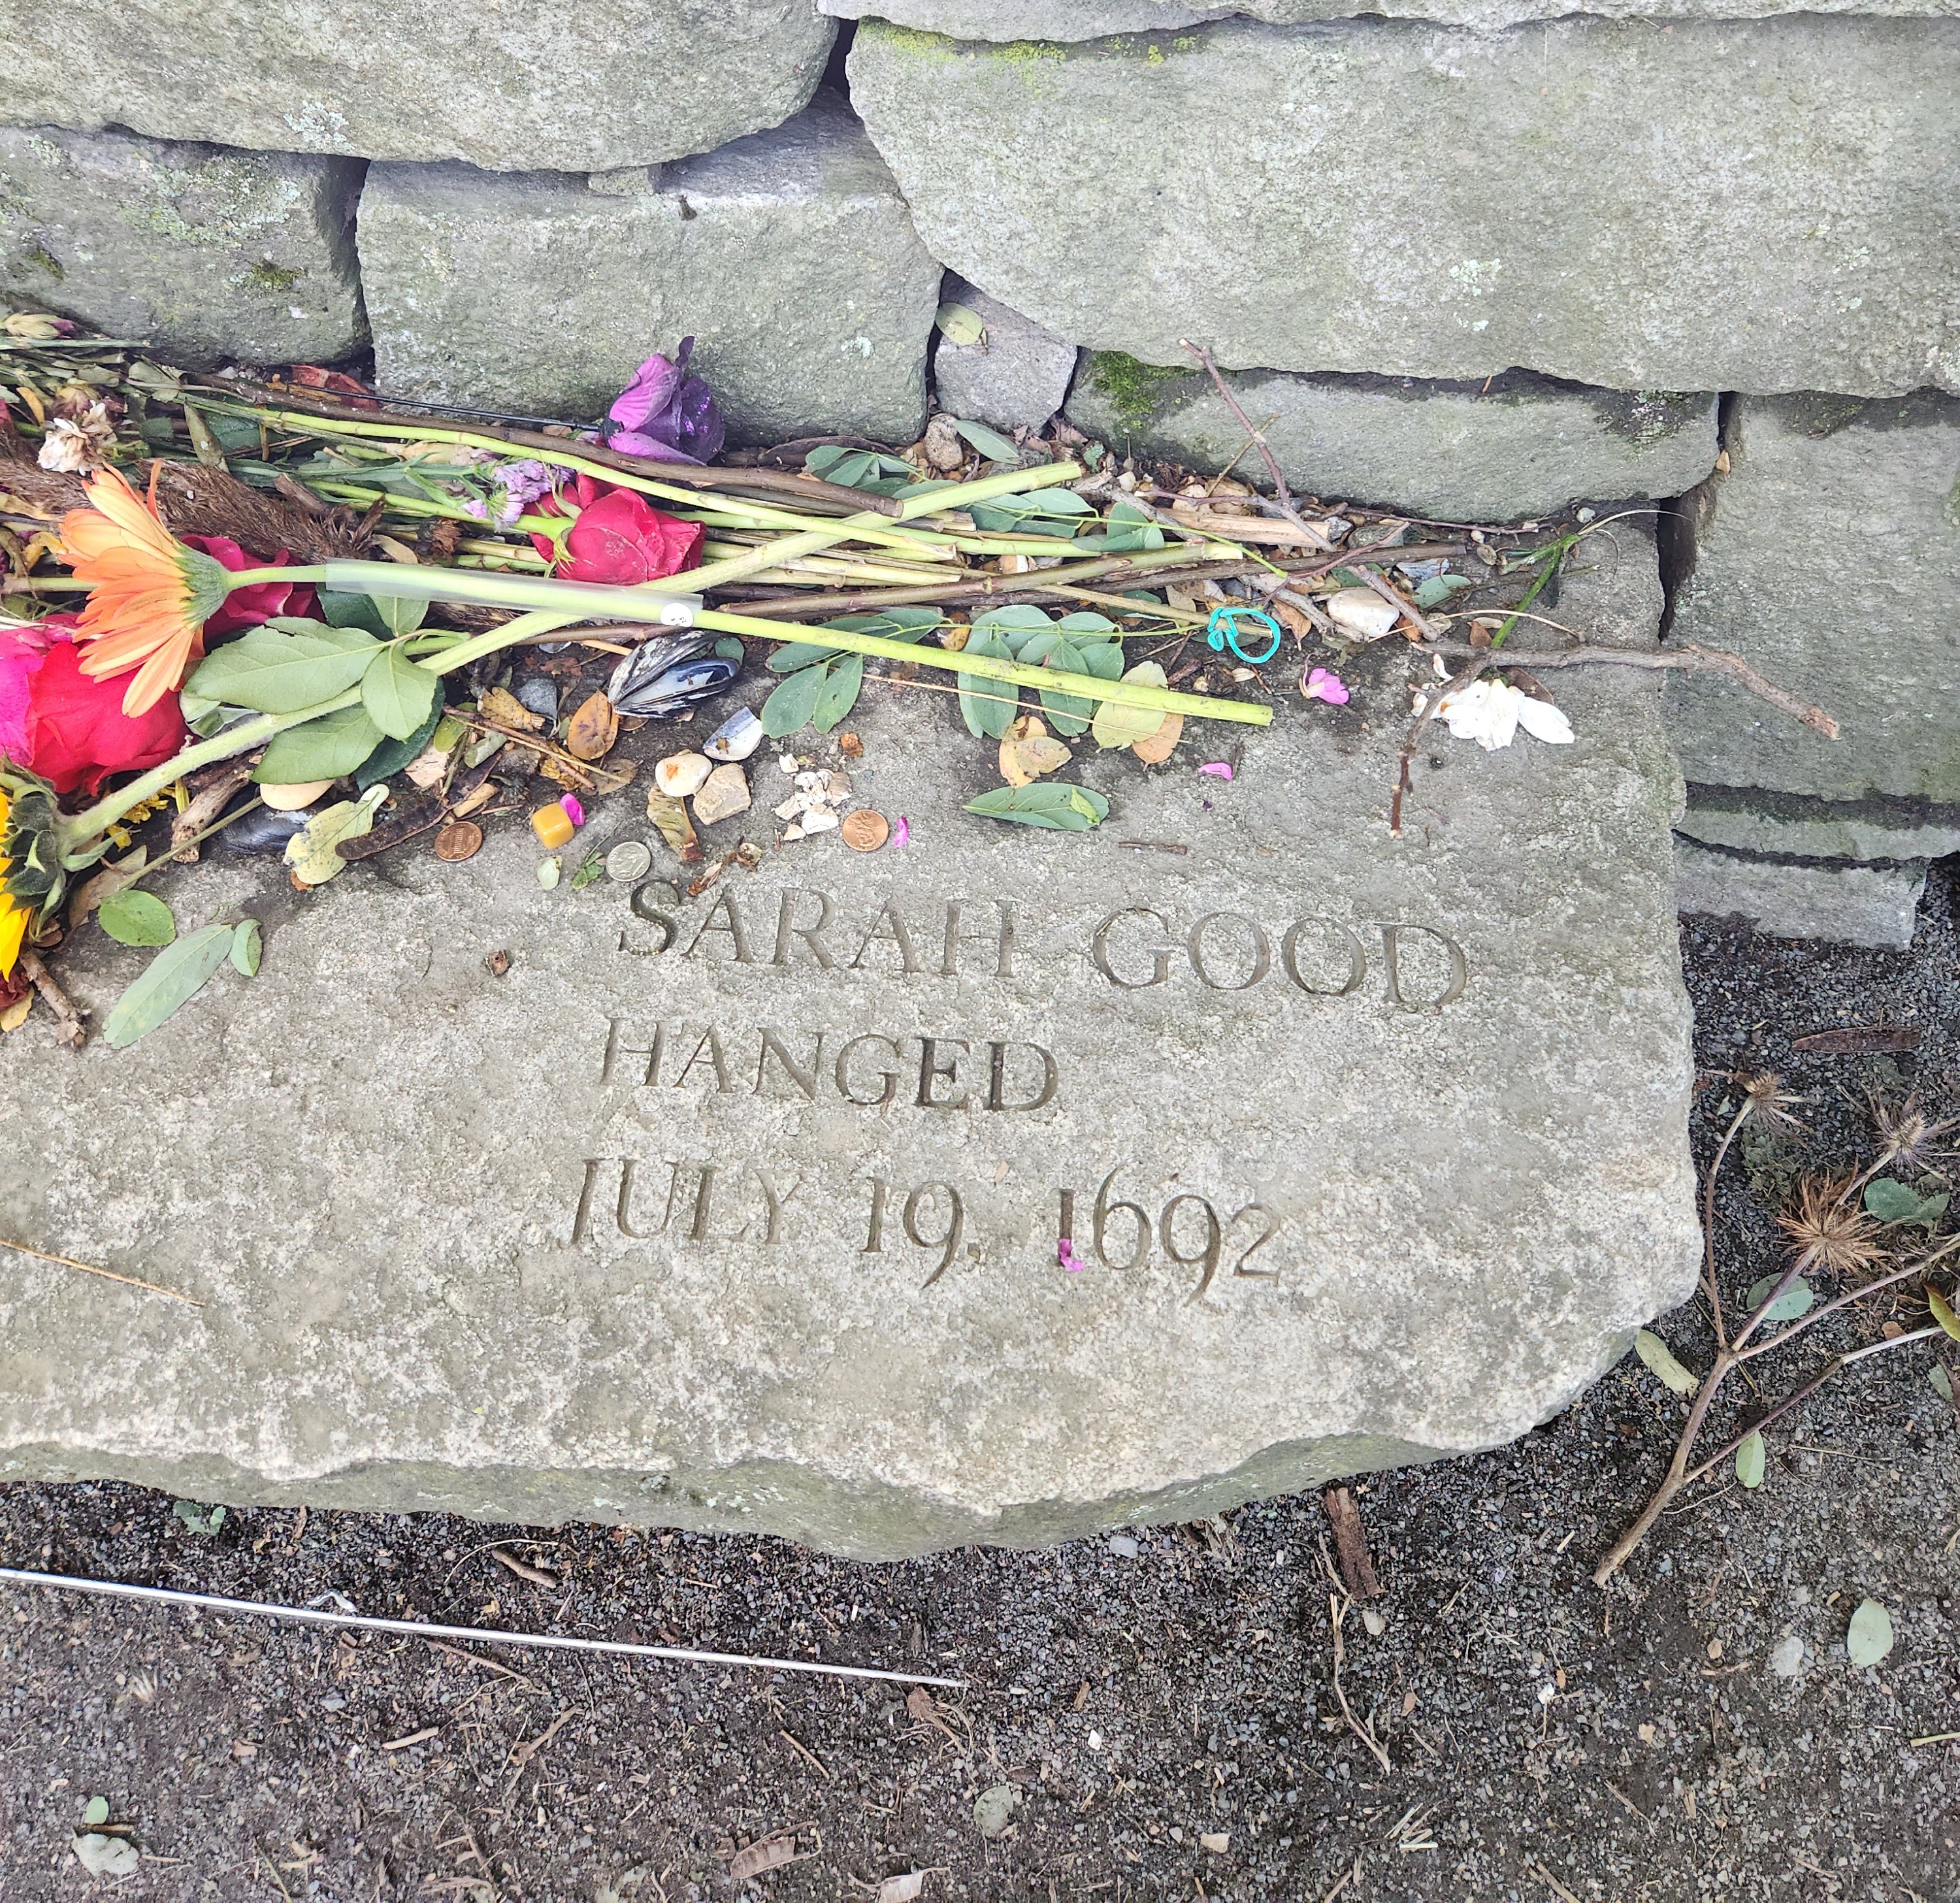 SARAH GOOD
HANGED
JULY 19, 1692